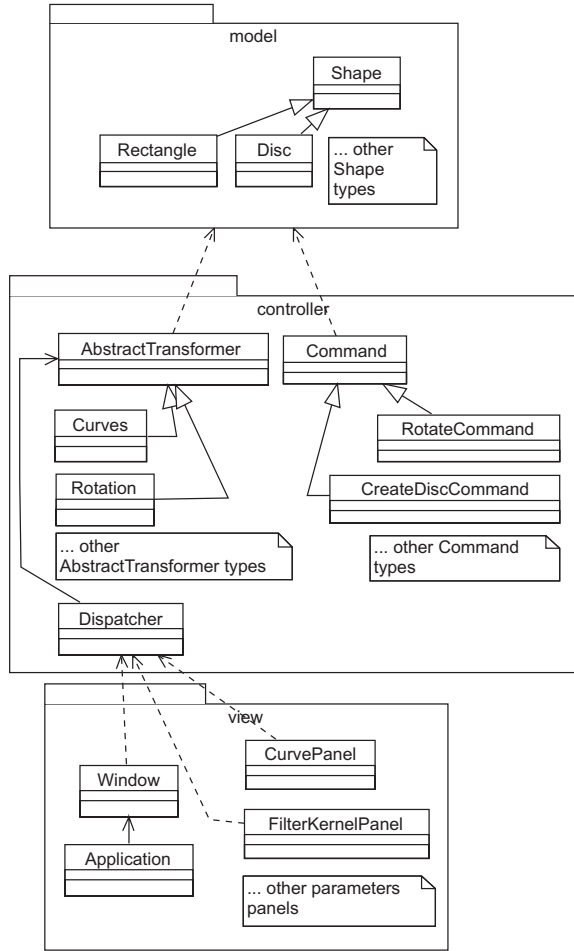 model
Shape
Rectangle
Disc
... other
Shape
types
controller
AbstractTransformer
Command
Curves
RotateCommand
Rotation
CreateDiscCommand
... other
AbstractTransformer types
... other Command
types
Dispatcher
view
CurvePanel
Window
FilterKernelPanel
Application
... other parameters
panels